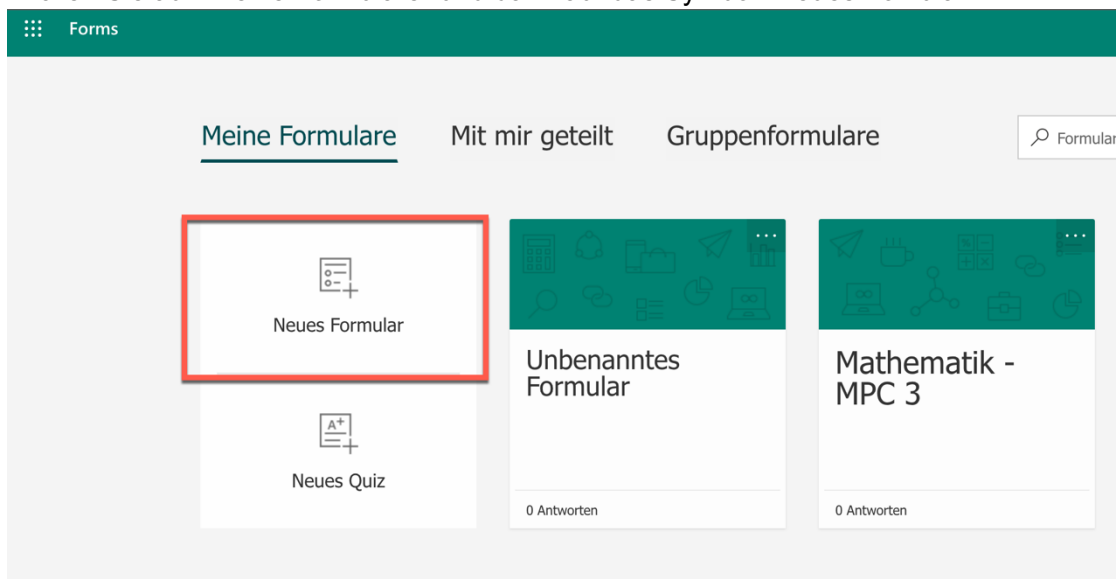 Forms
Meine Formulare Mit mir geteilt Gruppenformulare Formular
Neues Formular
Unbenanntes
Formular
Mathematik -
MPC 3
A+
Neues Quiz
0 Antworten 0 Antworten